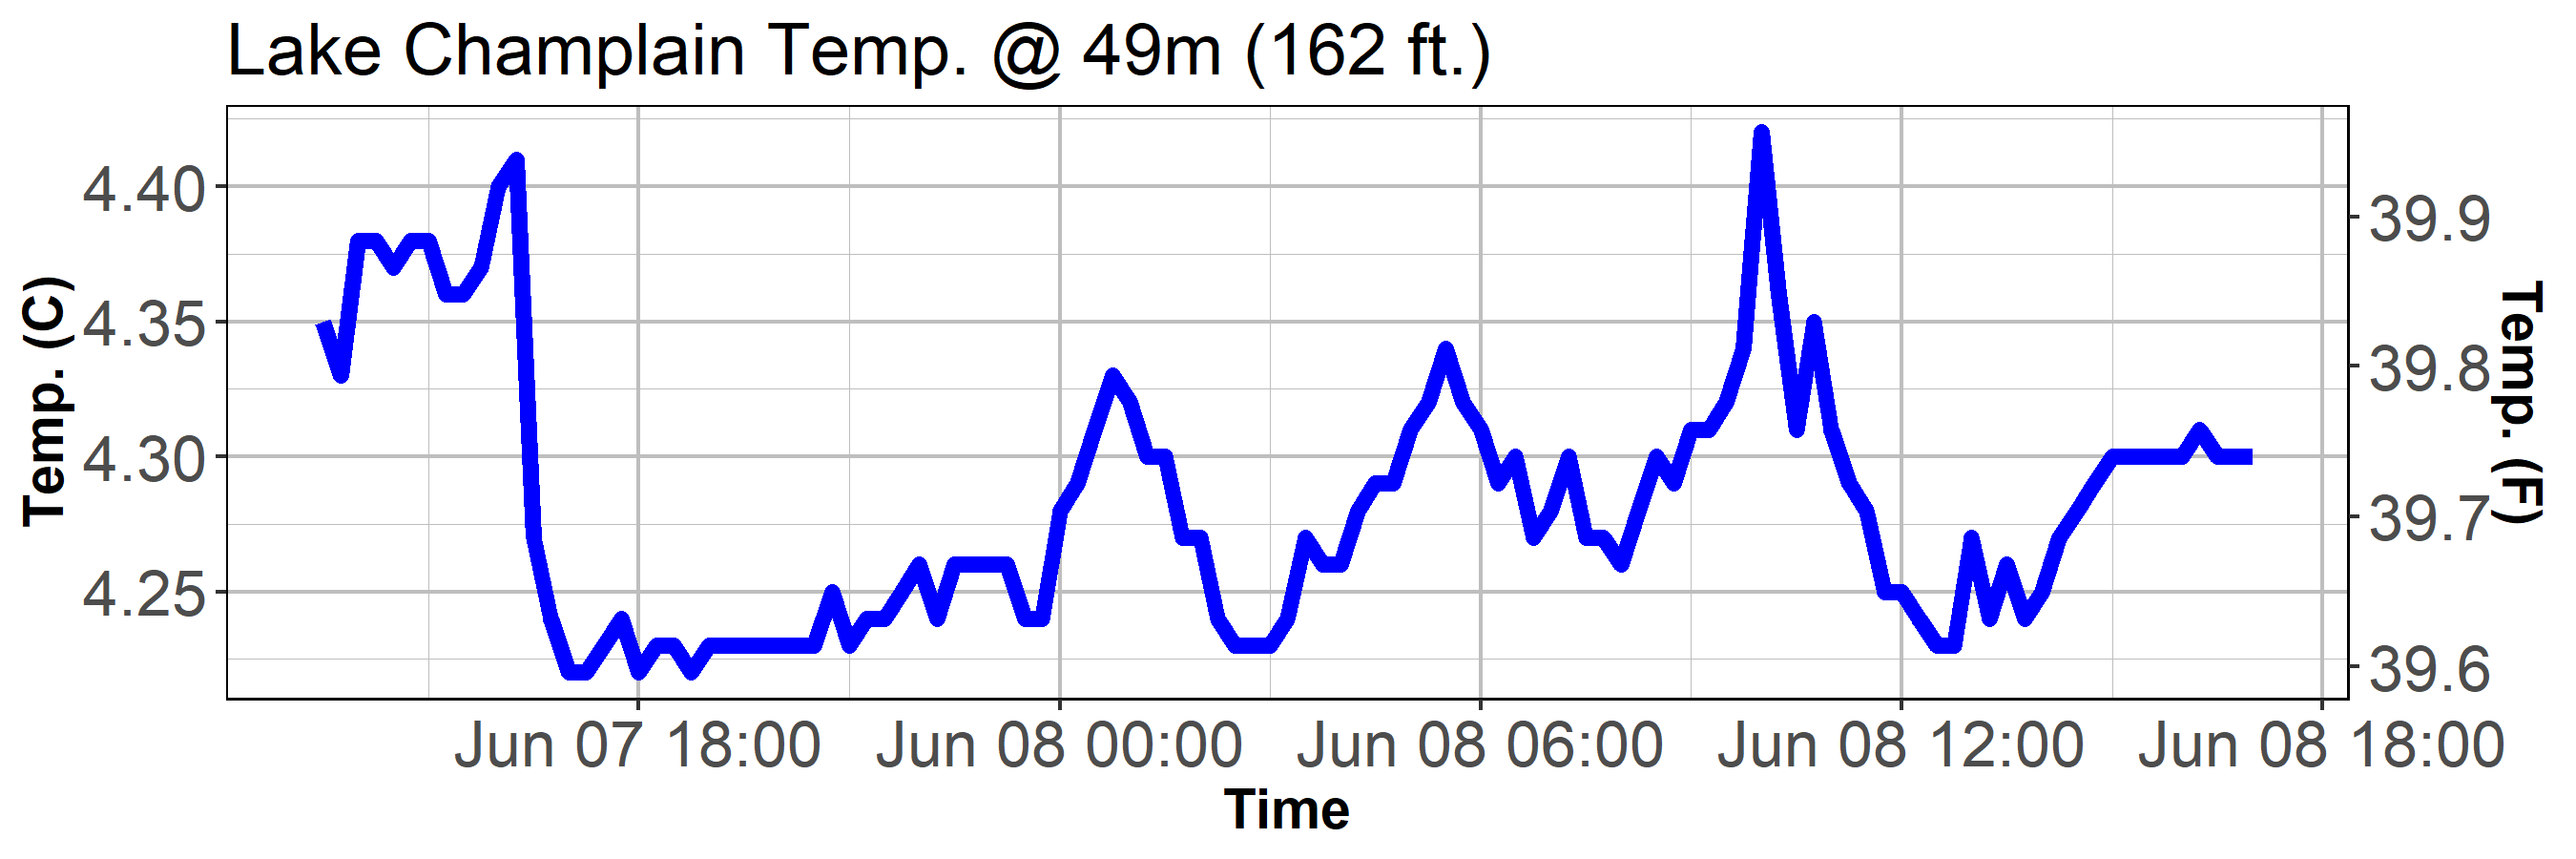 Lake Champlain Temp. @ 49m (162 ft.)
Temp. (C)
4.40
4.35
4.30
4.25
39.9
39.8
39.7
39.6
Temp. (F)
Jun 07 18:00 Jun 08 00:00 Jun 08 06:00 Jun 08 12:00 Jun 08 18:00
Time